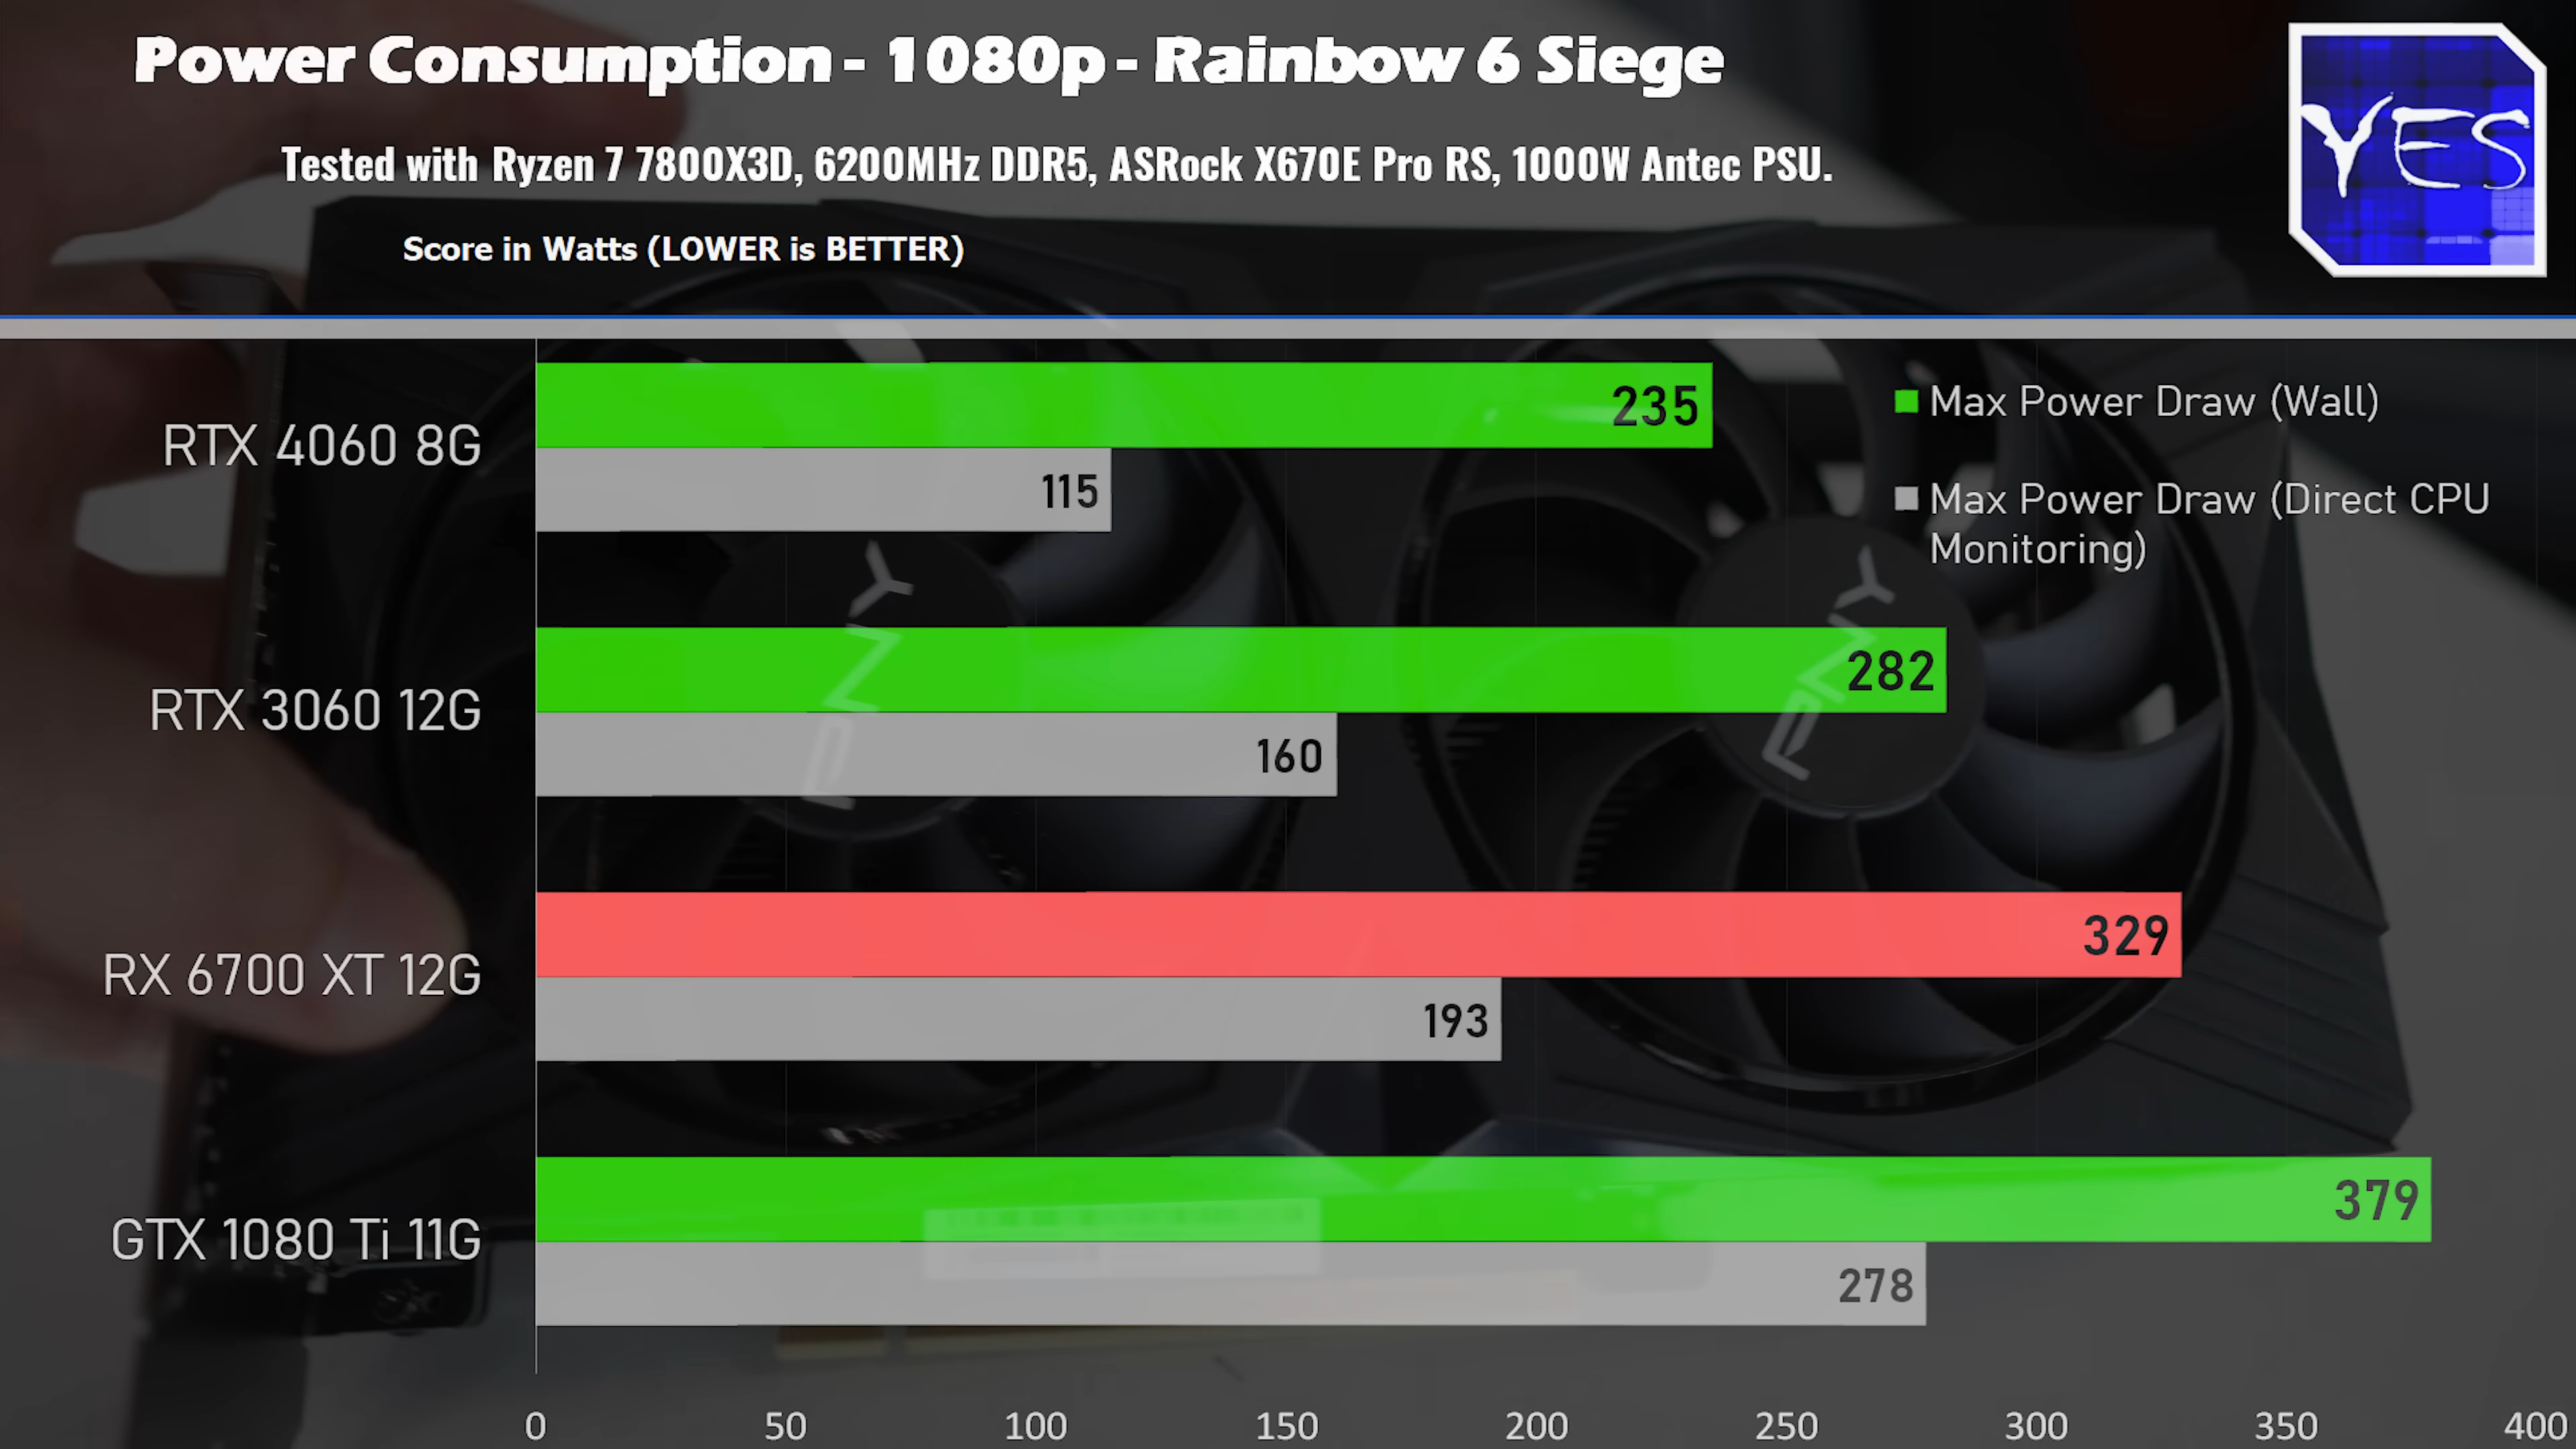 Power Consumption - 1080p - Rainbow 6 Siege
YES
Tested with Ryzen 7 7800X3D, 6200MHz DDR5, ASRock X670E Pro RS, 1000W Antec PSU.
Score in Watts (LOWER is BETTER)
235
Max Power Draw (Wall)
RTX 4060 8G
115
Max Power Draw (Direct CPU
Monitoring)
PNY
PNY
282
RTX 3060 12G
160
329
RX 6700 XT 12G
193
379
GTX 1080 Ti 11G
278
0 50 100 150 200 250 300 350 400